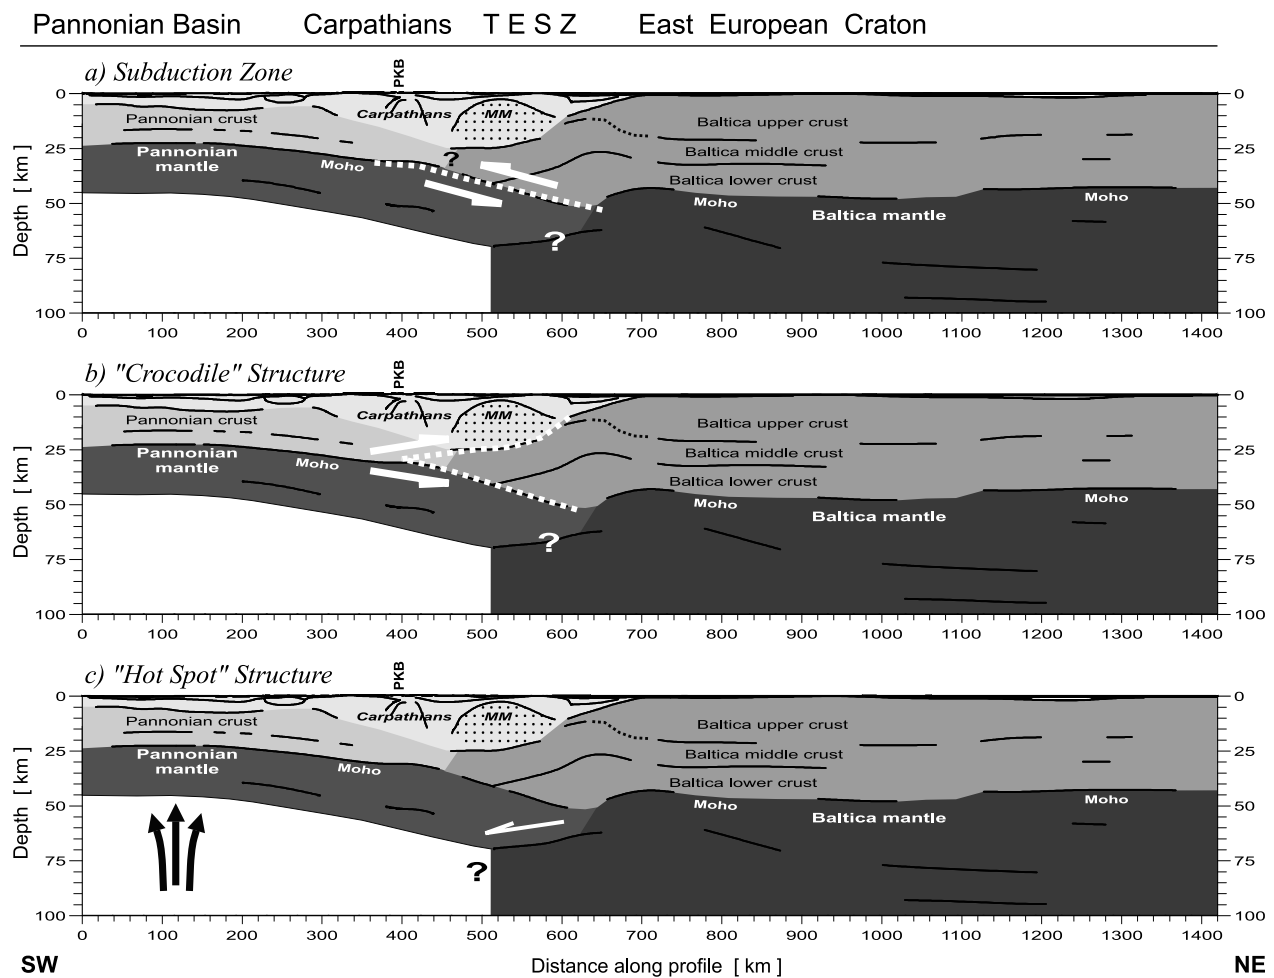 Pannonian Basin Carpathians T E S Z East European Craton
a) Subduction Zone
PKB
0 0
Pannonian crust Carpathians MM Baltica upper crust
25 25
Pannonian mantle Moho ? Baltica middle crust
Baltica lower crust
50 50
Moho Baltica mantle Moho
?
75 75
100 100
Depth [ km ] Depth [ km ]
0 100 200 300 400 500 600 700 800 900 1000 1100 1200 1300 1400
b) "Crocodile" Structure
PKB
0 0
Pannonian crust Carpathians MM Baltica upper crust
25 25
Pannonian mantle Moho Baltica middle crust
Baltica lower crust
50 50
Moho Baltica mantle Moho
?
75 75
100 100
Depth [ km ] Depth [ km ]
0 100 200 300 400 500 600 700 800 900 1000 1100 1200 1300 1400
c) "Hot Spot" Structure
PKB
0 0
Pannonian crust Carpathians MM Baltica upper crust
25 25
Pannonian mantle Moho Baltica middle crust
Baltica lower crust
50 50
Moho Baltica mantle Moho
75 75
?
100 100
Depth [ km ] Depth [ km ]
0 100 200 300 400 500 600 700 800 900 1000 1100 1200 1300 1400
SW Distance along profile [ km ] NE